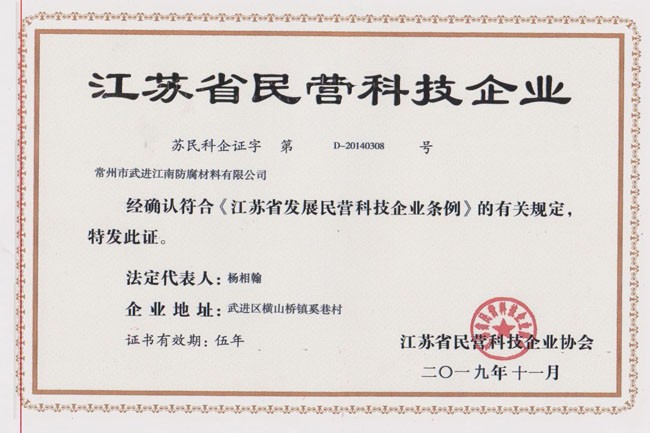 江苏省民营科技企业
苏民科企证字 第 D-20140308 号
常州市武进江南防腐材料有限公司
经确认符合《江苏省发展民营科技企业条例》的有关规定，
特发此证。
法定代表人：杨相翰
企业地址：武进区横山桥镇奚巷村
证书有效期：伍年
江苏省民营科技企业协会
二〇一九年十一月